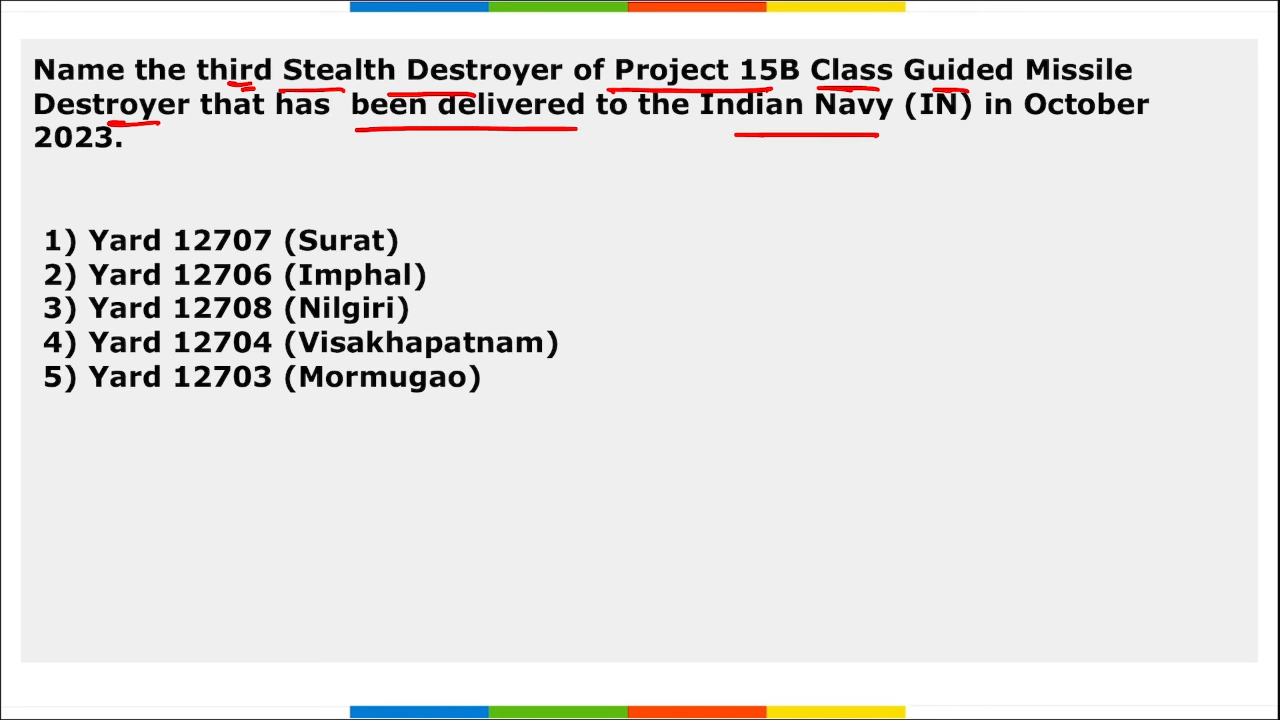 Name the third Stealth Destroyer of Project 15B Class Guided Missile
Destroyer that has been delivered to the Indian Navy (IN) in October
2023.
1) Yard 12707 (Surat)
2) Yard 12706 (Imphal)
3) Yard 12708 (Nilgiri)
4) Yard 12704 (Visakhapatnam)
5) Yard 12703 (Mormugao)